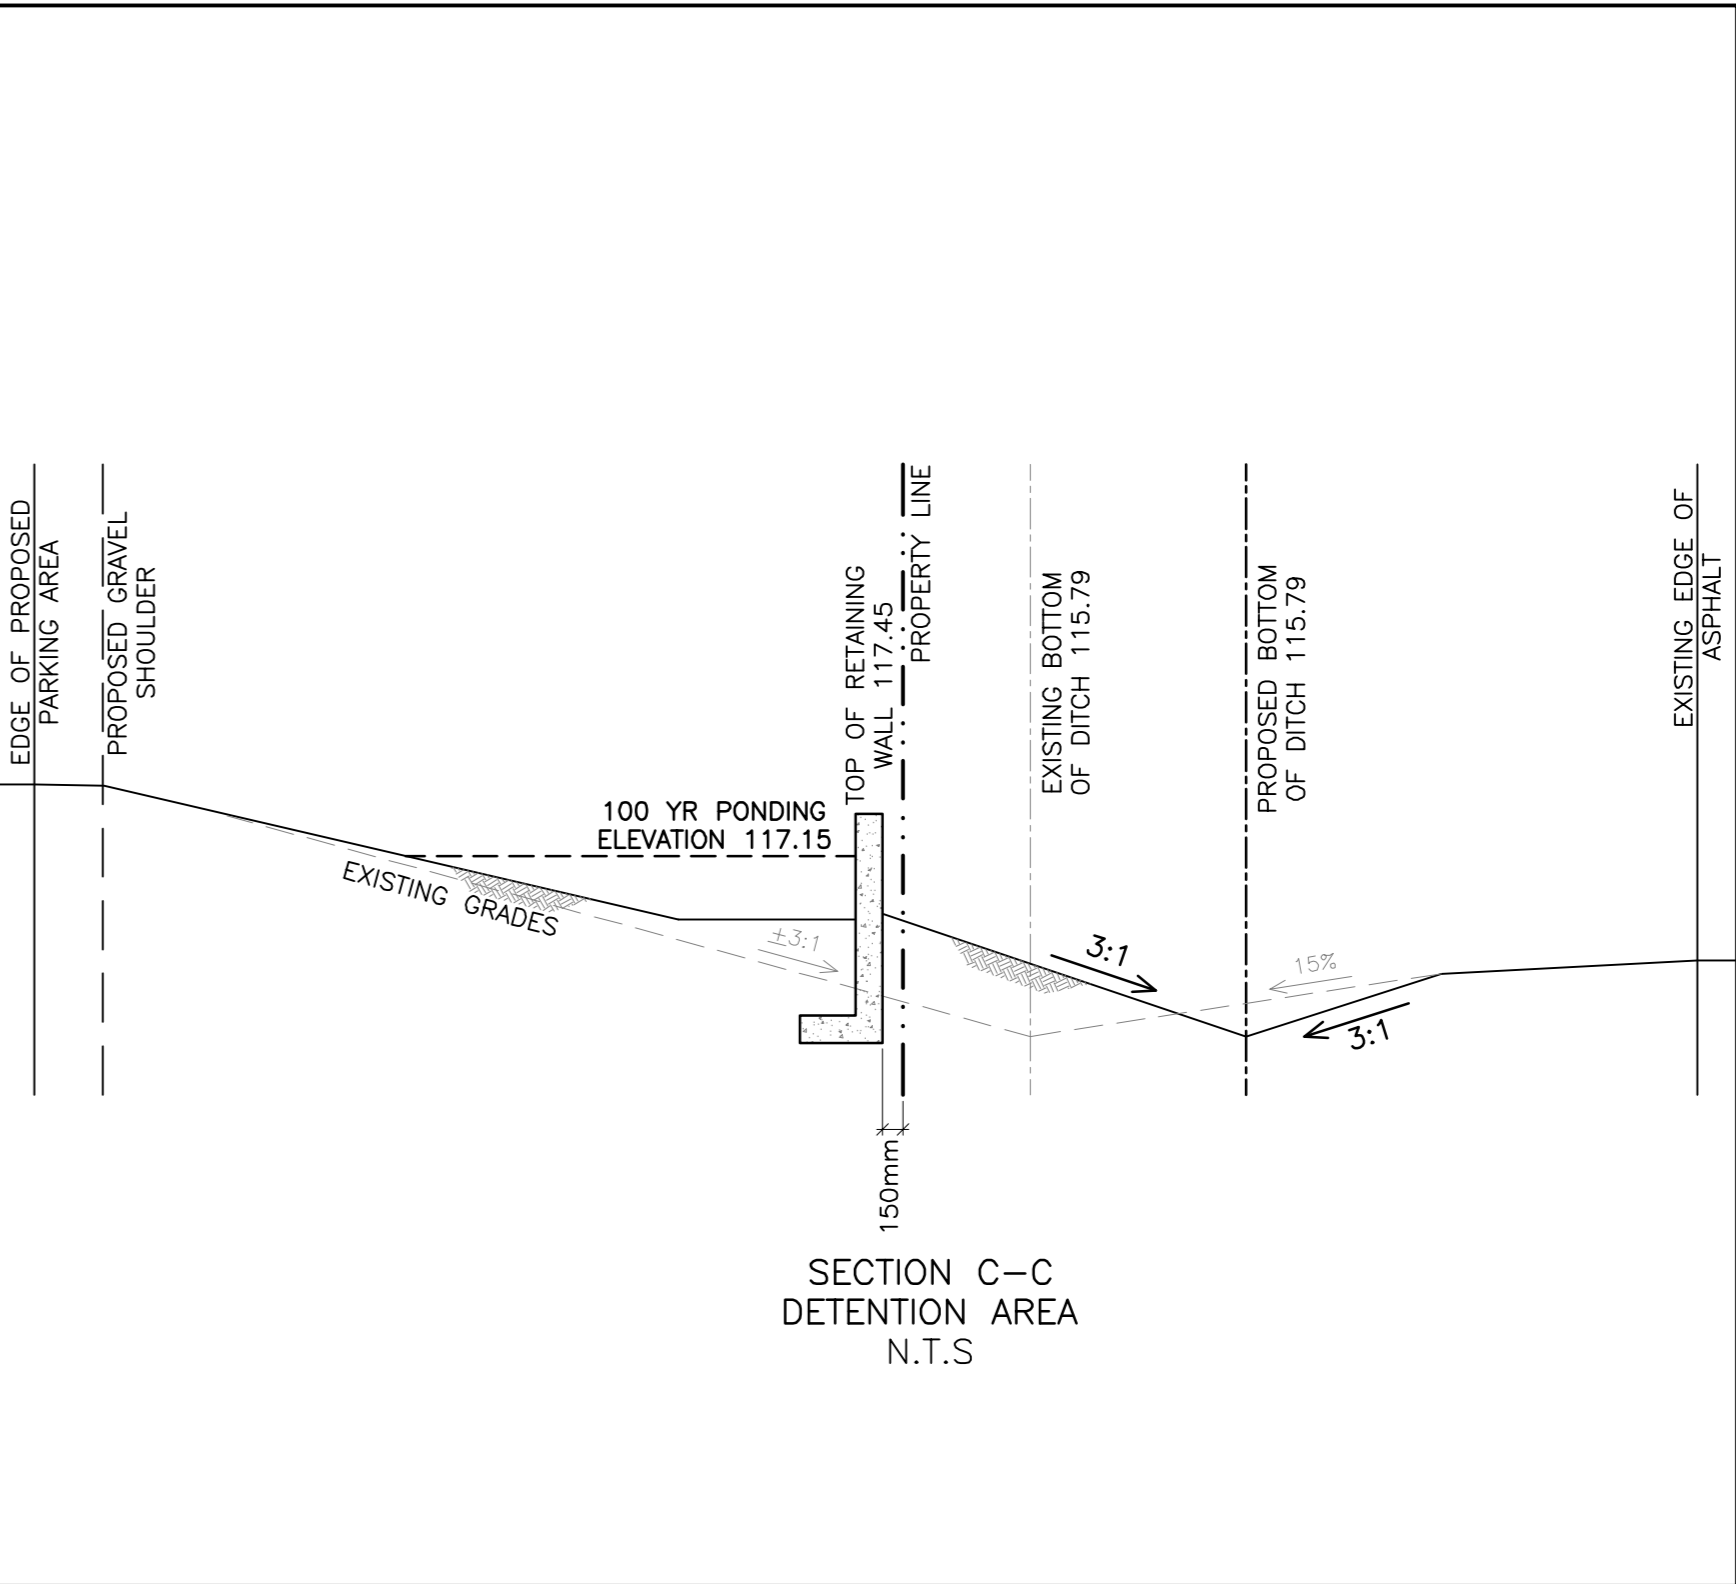 EDGE OF PROPOSED
PARKING AREA
PROPOSED GRAVEL
SHOULDER
100 YR PONDING
ELEVATION 117.15
EXISTING GRADES
±3:1
TOP OF RETAINING
WALL 117.45
PROPERTY LINE
EXISTING BOTTOM
OF DITCH 115.79
3:1
PROPOSED BOTTOM
OF DITCH 115.79
15%
3:1
EXISTING EDGE OF
ASPHALT
150mm
SECTION C-C
DETENTION AREA
N.T.S